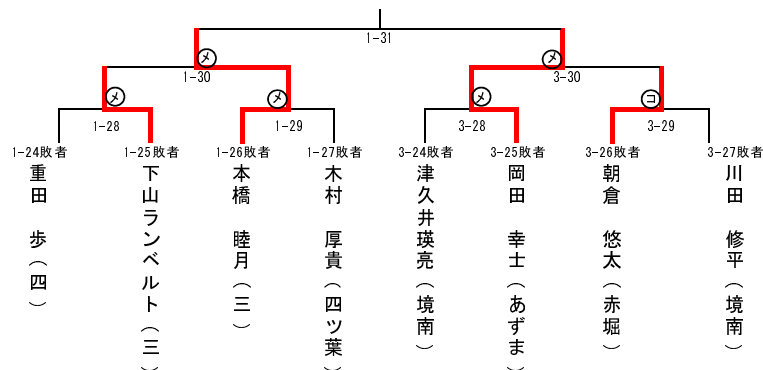 1-31
メ
メ
1-30
3-30
メ
メ
メ
コ
1-28
1-29
3-28
3-29
1-24敗者
1-25敗者
1-26敗者
1-27敗者
3-24敗者
3-25敗者
3-26敗者
3-27敗者
重田 歩(四)
下山ランベルト(三)
本橋 睦月(三)
木村 厚貴(四ツ葉)
津久井瑛亮(境南)
岡田 幸士(あずま)
朝倉 悠太(赤堀)
川田 修平(境南)